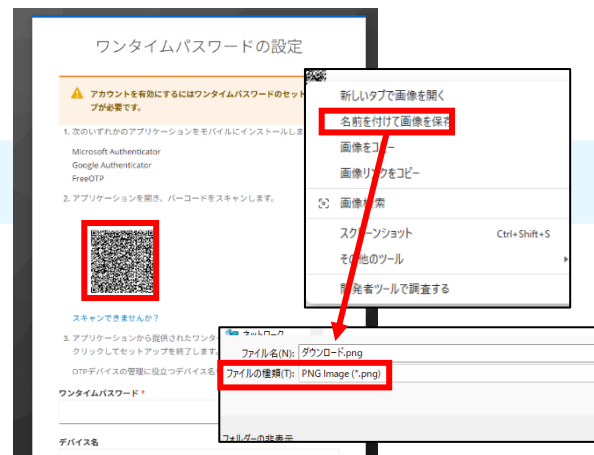 ワンタイムパスワードの設定
アカウントを有効にするにはワンタイムパスワードのセット
プが必要です。
1. 次のいずれかのアプリケーションをモバイルにインストールしま
Microsoft Authenticator
Google Authenticator
FreeOTP
2. アプリケーションを開き、バーコードをスキャンします。
スキャンできませんか?
3. アプリケーションから提供されたワンタ
クリックしてセットアップを終了します。
OTPデバイスの管理に役立つデバイス名
ワンタイムパスワード *
デバイス名
新しいタブで画像を開く
名前を付けて画像を保存
画像をコピー
画像リンクをコピー
画像検索
スクリーンショット Ctrl+Shift+S
その他のツール
開発者ツールで調査する
ネットワーク
ファイル名(N): ダウンロード.png
ファイルの種類(T): PNG Image (*.png)
フォルダーの非表示